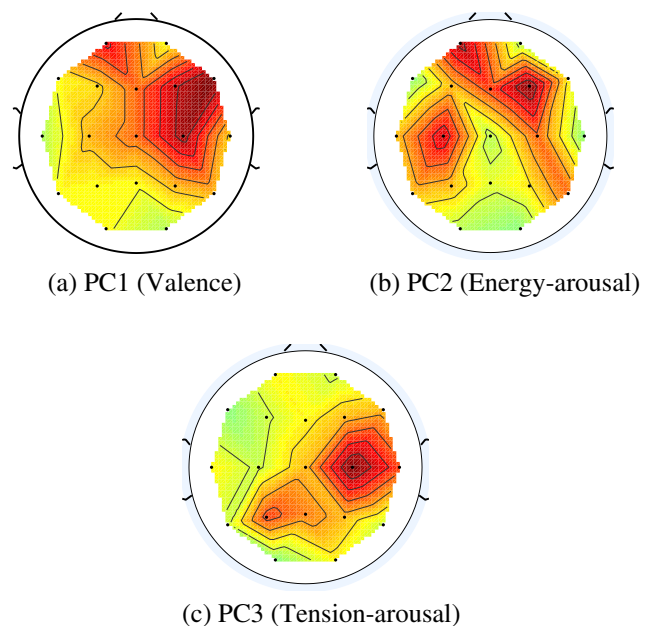 (a) PC1 (Valence)
(b) PC2 (Energy-arousal)
(c) PC3 (Tension-arousal)